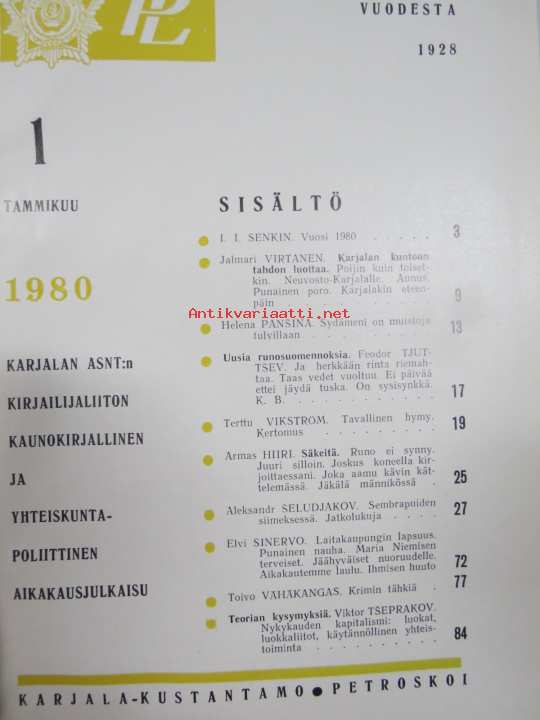 PL
VUODESTA
1928
1
TAMMIKUU
1980
KARJALAN ASNT:n
KIRJAILIJALIITON
KAUNOKIRJALLINEN
JA
YHTEISKUNTA-
POLIITTINEN
AIKAKAUSJULKAISU
SISÄLTÖ
I. I. SENKIN. Vuosi 1980 . . . . . 3
Jalmari VIRTANEN. Karjalan kuntoon
tahdon luottaa. Poijin kuin toiset-
kin. Neuvosto-Karjalalle. Aunus.
Punainen poro. Karjalakin eteen-
päin . . . . . . . . . 9
Antikvariaatti.net
Helena PANSINA. Sydämeni on muistoja
tulvillaan . . . . . . . . 13
Uusia runosuomennoksia. Feodor TJUT-
TSEV. Ja herkkään rinta riemah-
taa. Taas vedet vuoltuu. Ei päivää
ettei jäydä tuska. On sysisynkkä.
K. B. . . . . . . . . . 17
Terttu VIKSTRÖM. Tavallinen hymy.
Kertomus . . . . . . . . 19
Armas HIIRI. Säkeitä. Runo ei synny.
Juuri silloin. Joskus koneella kir-
joittaessani. Joka aamu kävin kät-
telemässä. Jäkälä männikössä . 25
Aleksandr SELUDJAKOV. Sembrapuiden
siimeksessä. Jatkolukuja . . . . 27
Elvi SINERVO. Laitakaupungin lapsuus.
Punainen nauha. Maria Niemisen
terveiset. Jäähyväiset nuoruudelle.
Aikakautemme laulu. Ihmisen huuto 72
Toivo VÄHÄKANGAS. Krimin tähkiä . 77
Teorian kysymyksiä. Viktor TSEPRAKOV.
Nykykauden kapitalismi: luokat,
luokkaliitot, käytännöllinen yhteis-
toiminta . . . . . . . . 84
KARJALA-KUSTANTAMO ● PETROSKOI